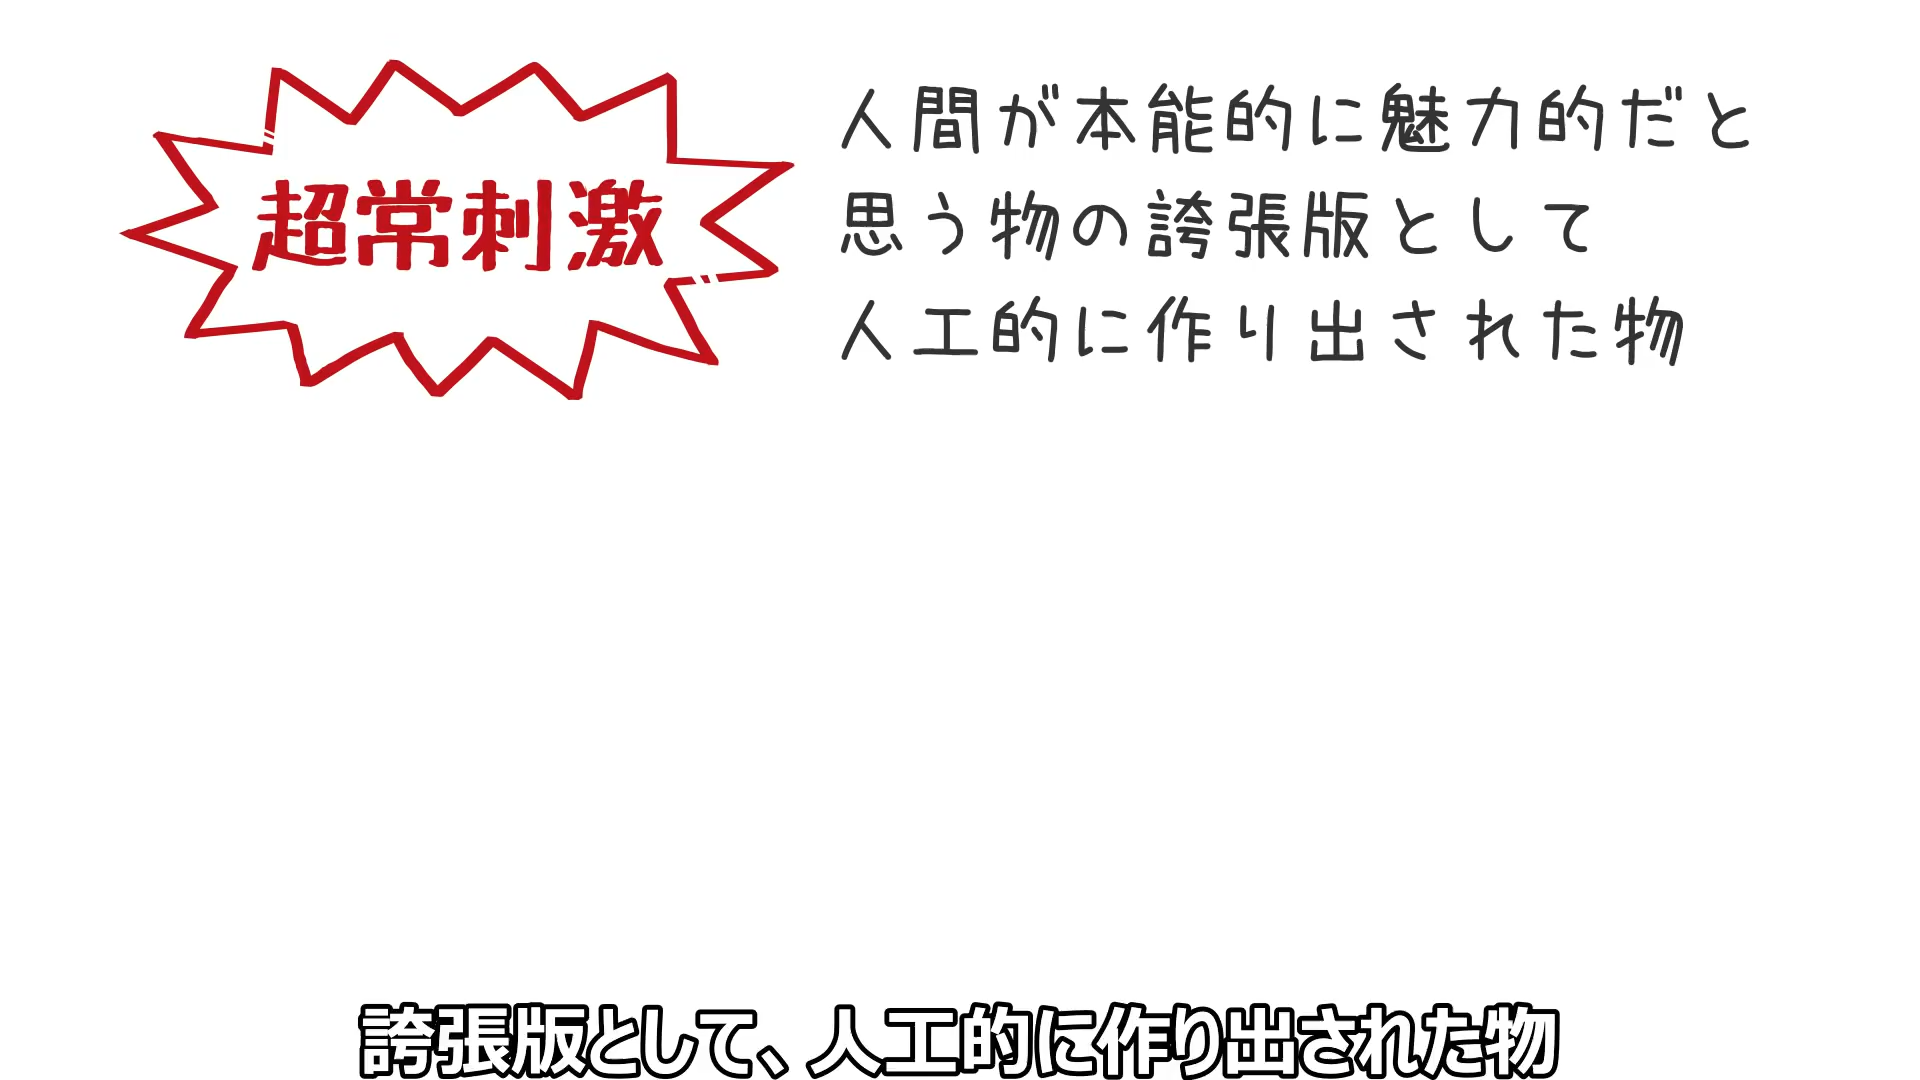 超常刺激
人間が本能的に魅力的だと
思う物の誇張版として
人工的に作り出された物
誇張版として、人工的に作り出された物